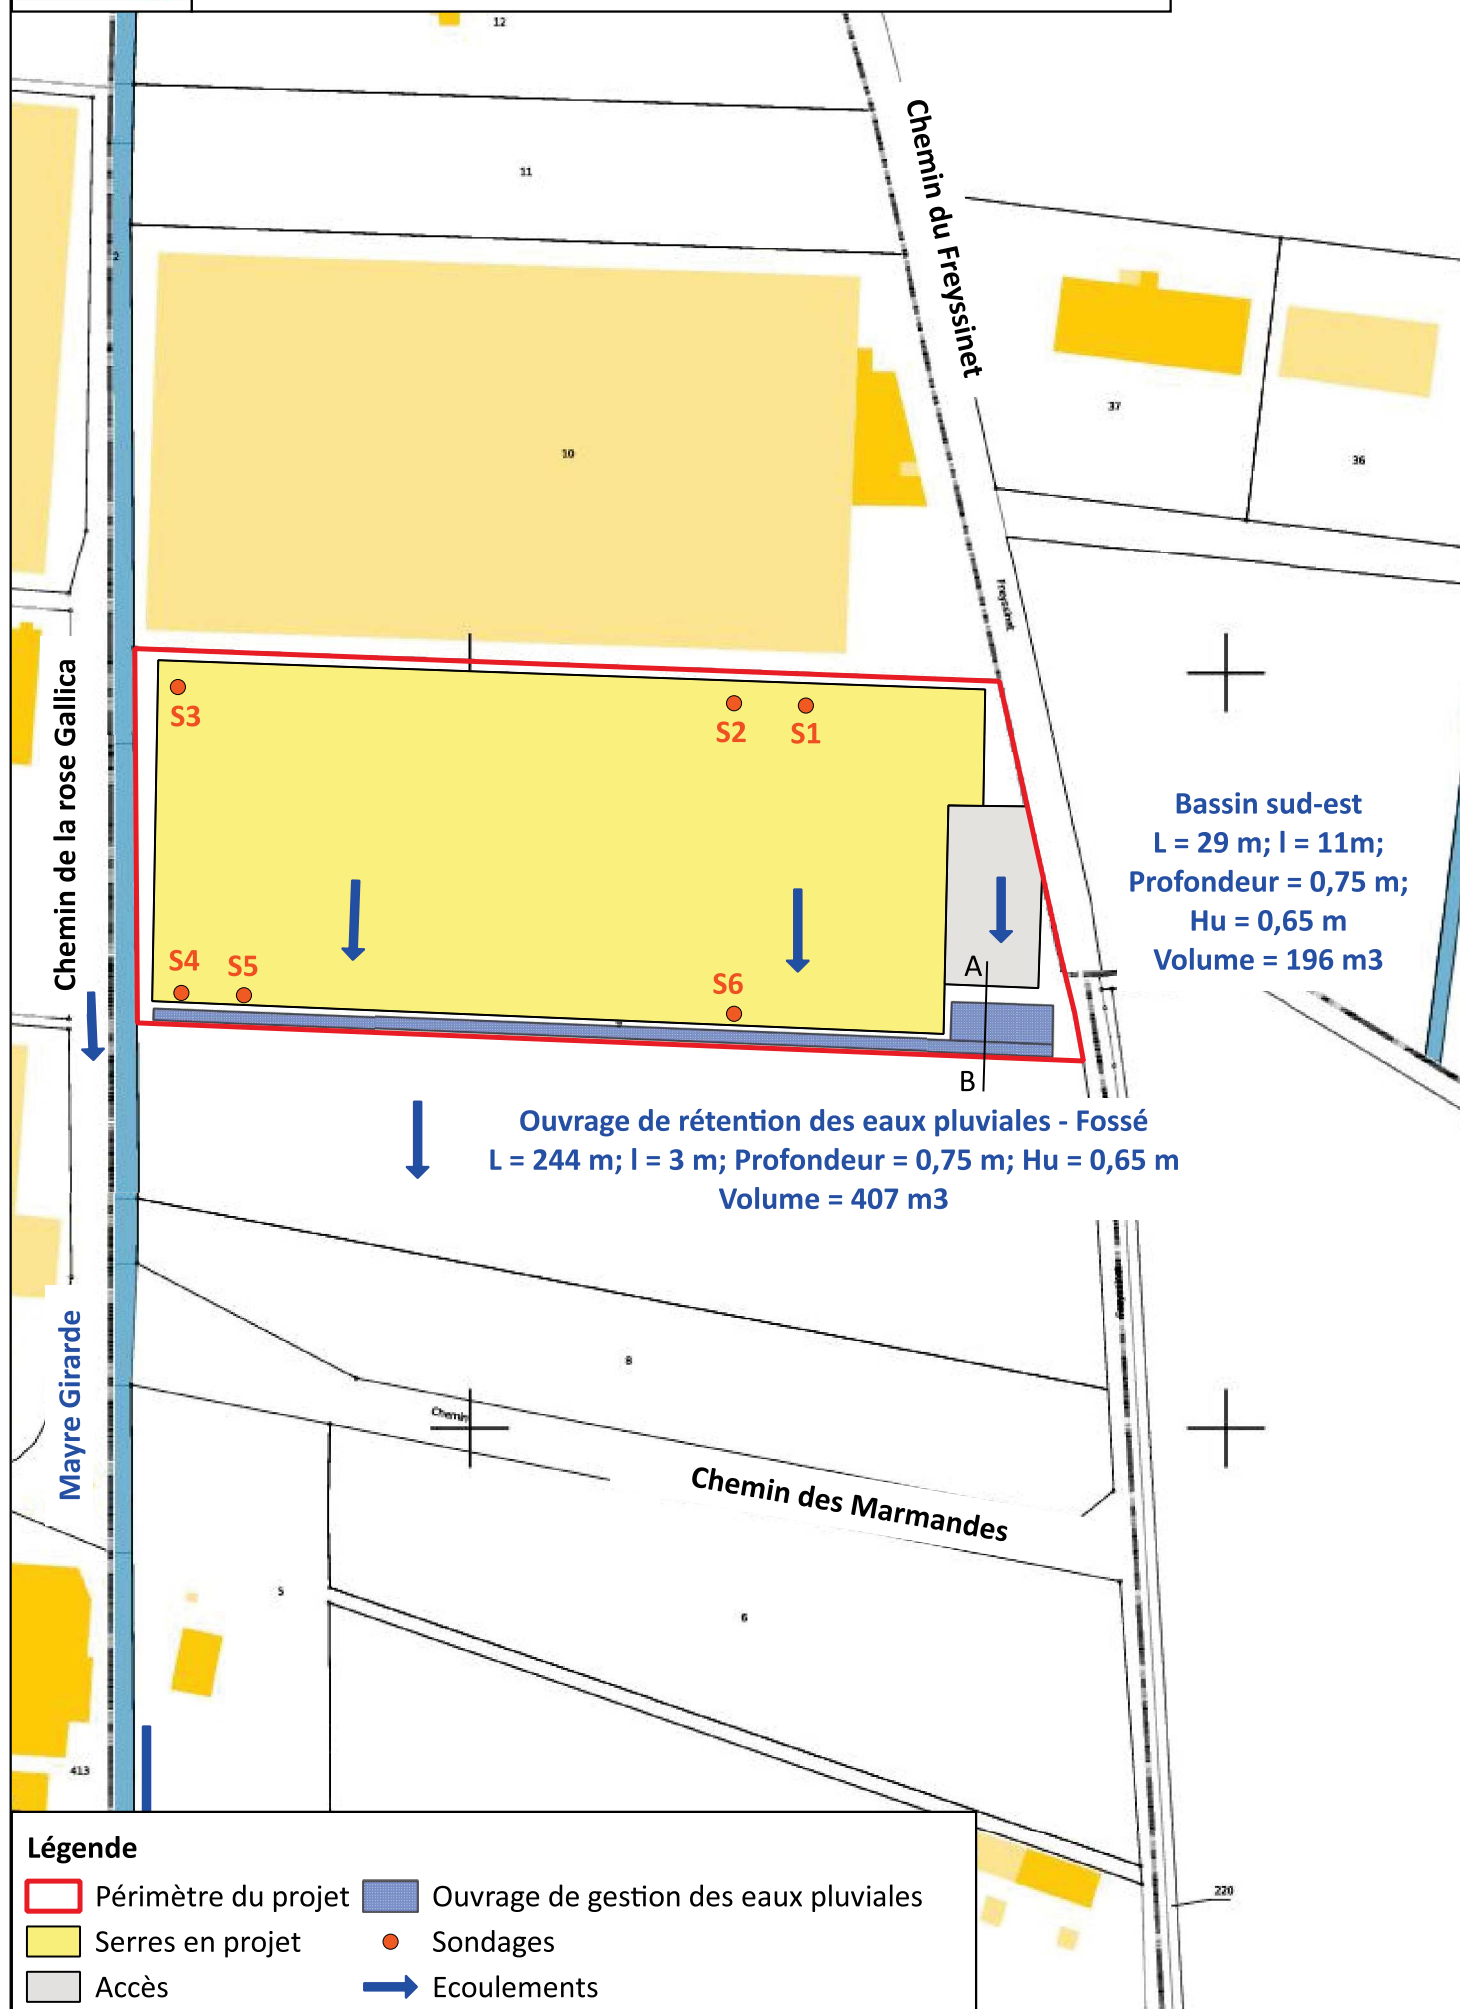 12
11
2
Chemin du Freyssinet
10
37
36
Freyssinet
Chemin de la rose Gallica
S3
S2
S1
Bassin sud-est
L = 29 m; l = 11m;
Profondeur = 0,75 m;
Hu = 0,65 m
Volume = 196 m3
S4
S5
S6
A
9
B
Ouvrage de rétention des eaux pluviales - Fossé
L = 244 m; l = 3 m; Profondeur = 0,75 m; Hu = 0,65 m
Volume = 407 m3
Mayre Girarde
8
Chemin
Chemin des Marmandes
5
6
413
220
Légende
Périmètre du projet
Ouvrage de gestion des eaux pluviales
Serres en projet
Sondages
Accès
Ecoulements